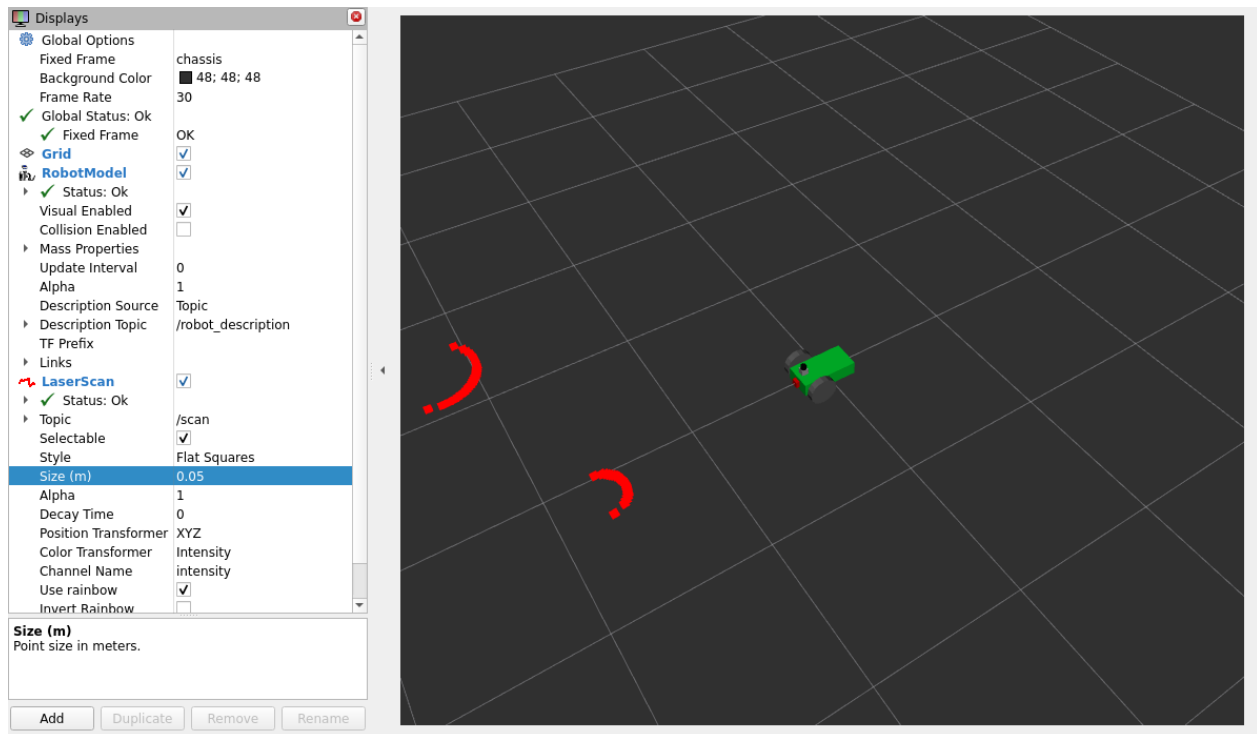 Displays
Global Options
Fixed Frame chassis
Background Color 48; 48; 48
Frame Rate 30
Global Status: Ok
Fixed Frame OK
Grid
RobotModel
Status: Ok
Visual Enabled
Collision Enabled
Mass Properties
Update Interval 0
Alpha 1
Description Source Topic
Description Topic /robot_description
TF Prefix
Links
LaserScan
Status: Ok
Topic /scan
Selectable
Style Flat Squares
Size (m) 0.05
Alpha 1
Decay Time 0
Position Transformer XYZ
Color Transformer Intensity
Channel Name intensity
Use rainbow
Invert Rainbow
Size (m)
Point size in meters.
Add Duplicate Remove Rename